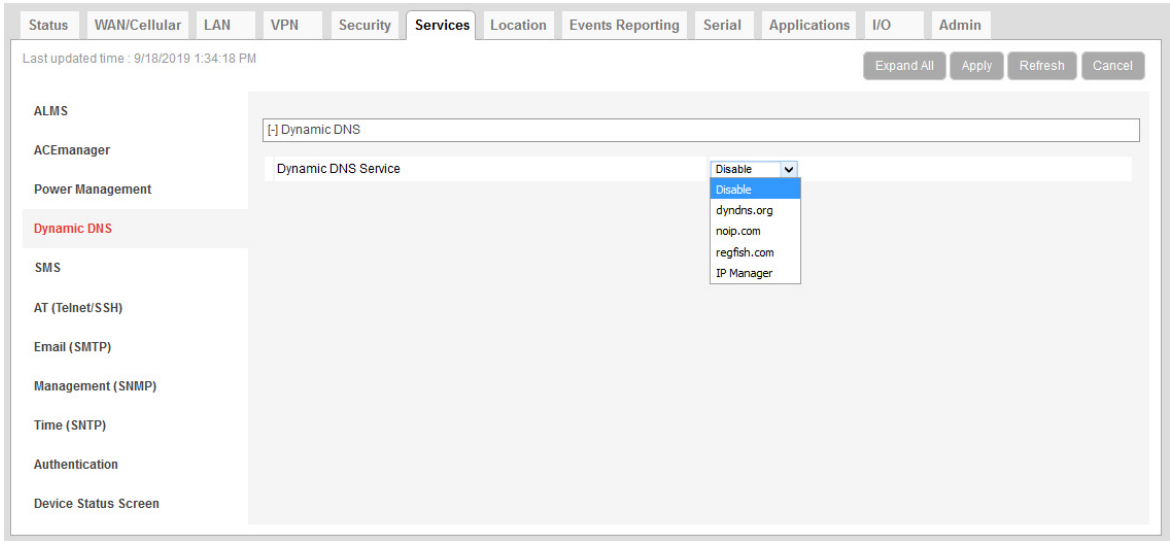 Status WAN/Cellular LAN VPN Security Services Location Events Reporting Serial Applications I/O Admin
Last updated time : 9/18/2019 1:34:18 PM
Expand All Apply Refresh Cancel
ALMS
ACEmanager
Power Management
Dynamic DNS
SMS
AT (Telnet/SSH)
Email (SMTP)
Management (SNMP)
Time (SNTP)
Authentication
Device Status Screen
[-] Dynamic DNS
Dynamic DNS Service Disable
Disable
dyndns.org
noip.com
regfish.com
IP Manager